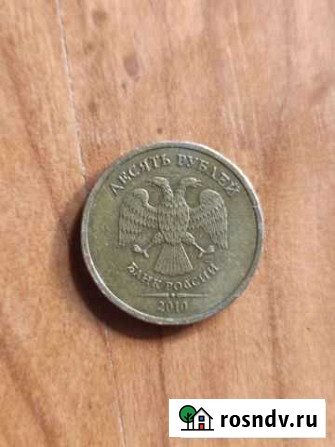 ДЕСЯТЬ РУБЛЕЙ
БАНК РОССИИ
2010
rosndv.ru